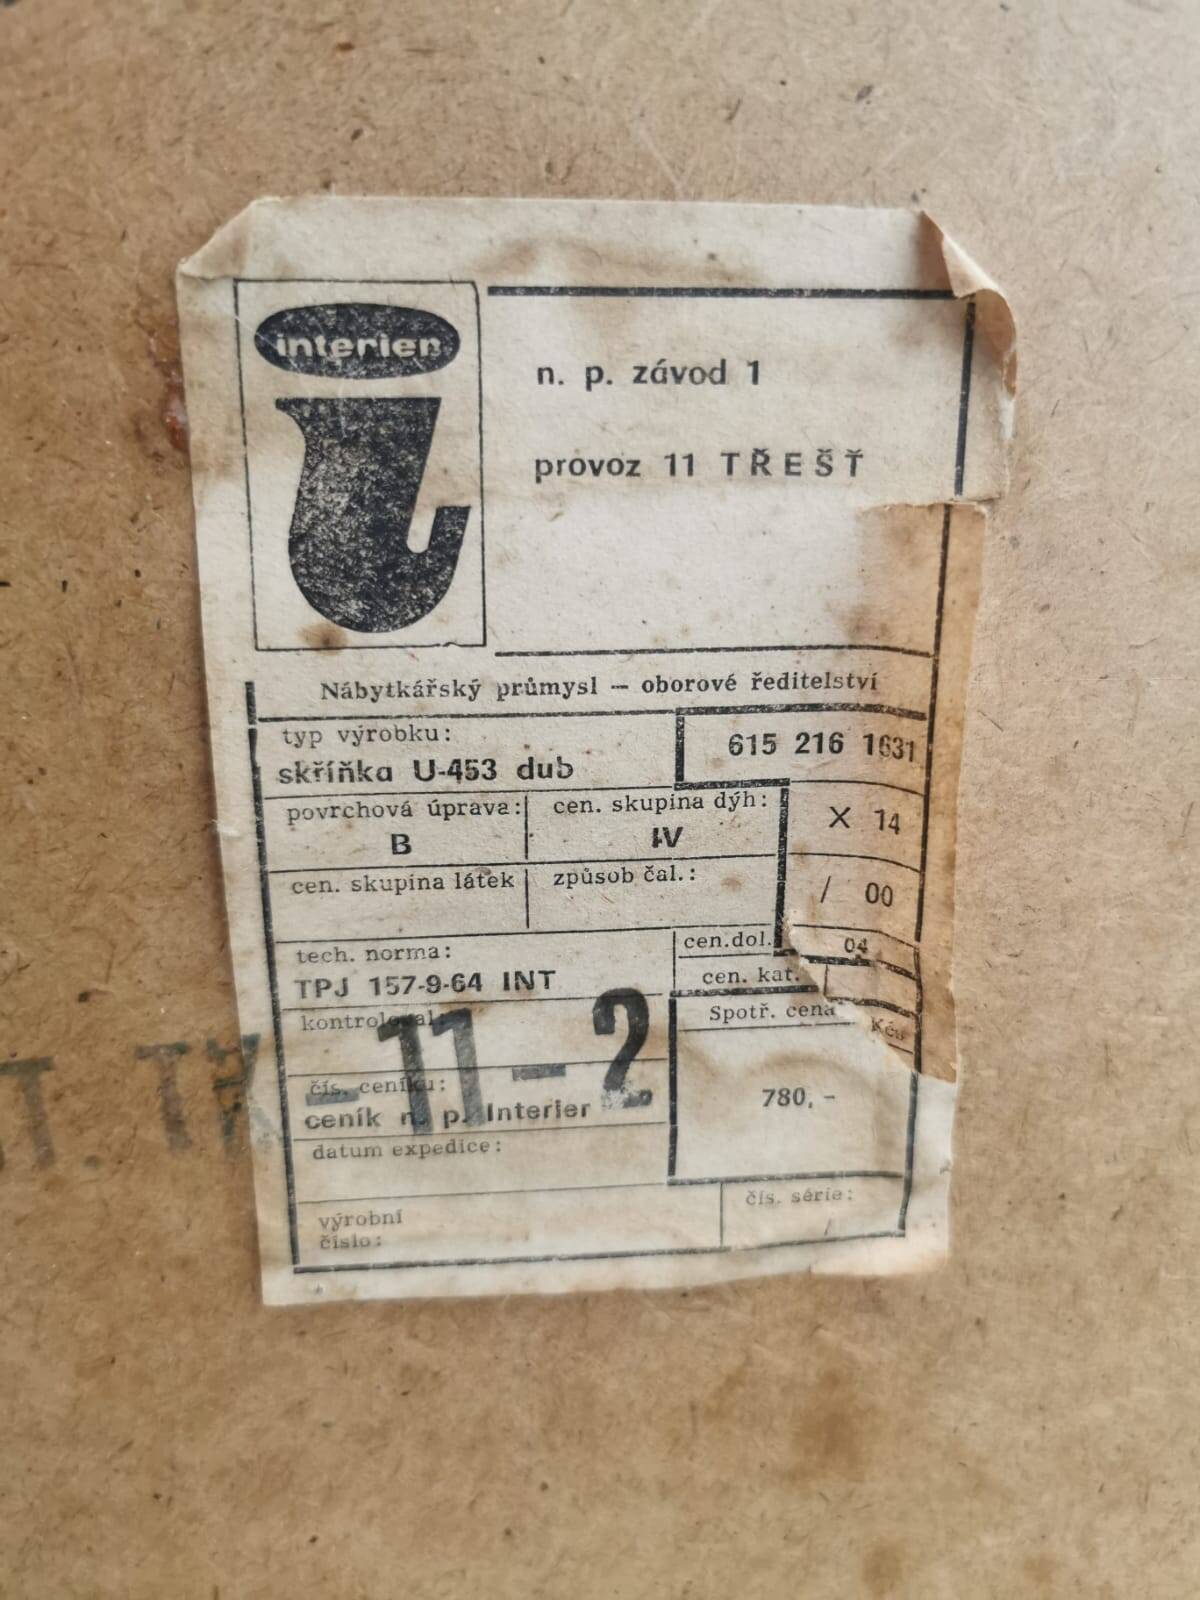 interier
n. p. závod 1
provoz 11 TŘEŠŤ
Nábytkářský průmysl — oborové ředitelství
typ výrobku:
skříňka U-453 dub
615 216 1631
povrchová úprava:
B
cen. skupina dýh:
IV
X 14
cen. skupina látek
způsob čal.:
/ 00
tech. norma:
TPJ 157-9-64 INT
cen.dol.
04
cen. kat.
kontroloval:
Spotř. cena
Kčs
11 - 2
čís. ceníku:
ceník n. p. Interier
780,-
datum expedice:
výrobní
číslo:
čís. série:
/